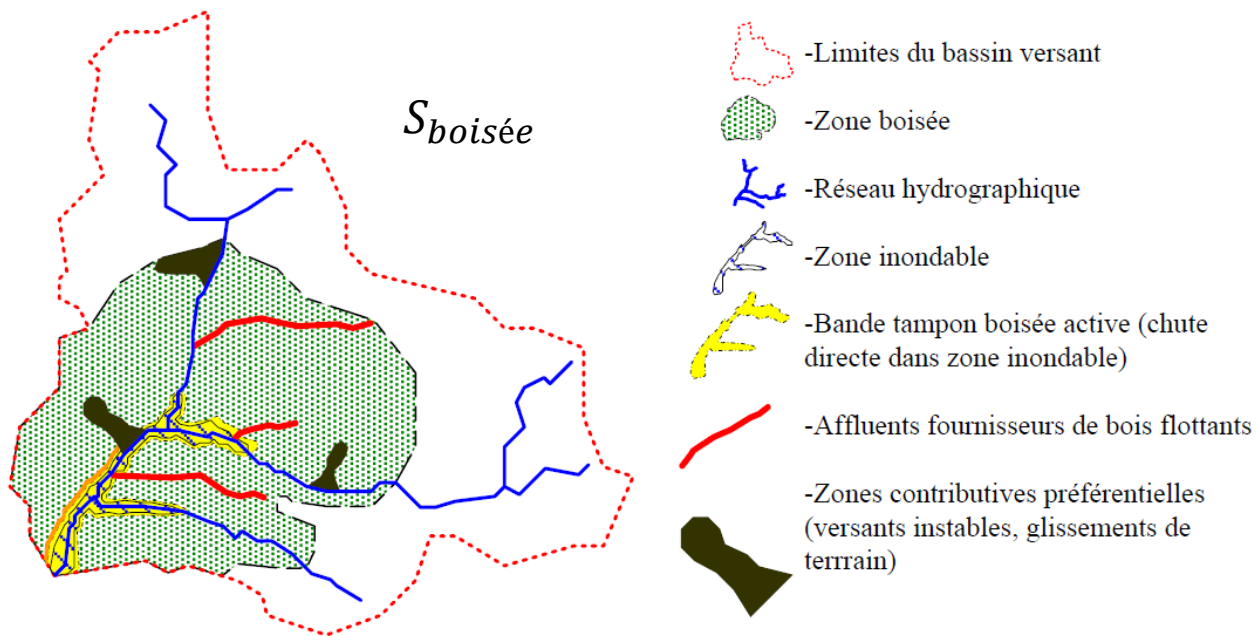 S_boisée
-Limites du bassin versant
-Zone boisée
-Réseau hydrographique
-Zone inondable
-Bande tampon boisée active (chute
directe dans zone inondable)
-Affluents fournisseurs de bois flottants
-Zones contributives préférentielles
(versants instables, glissements de
terrrain)